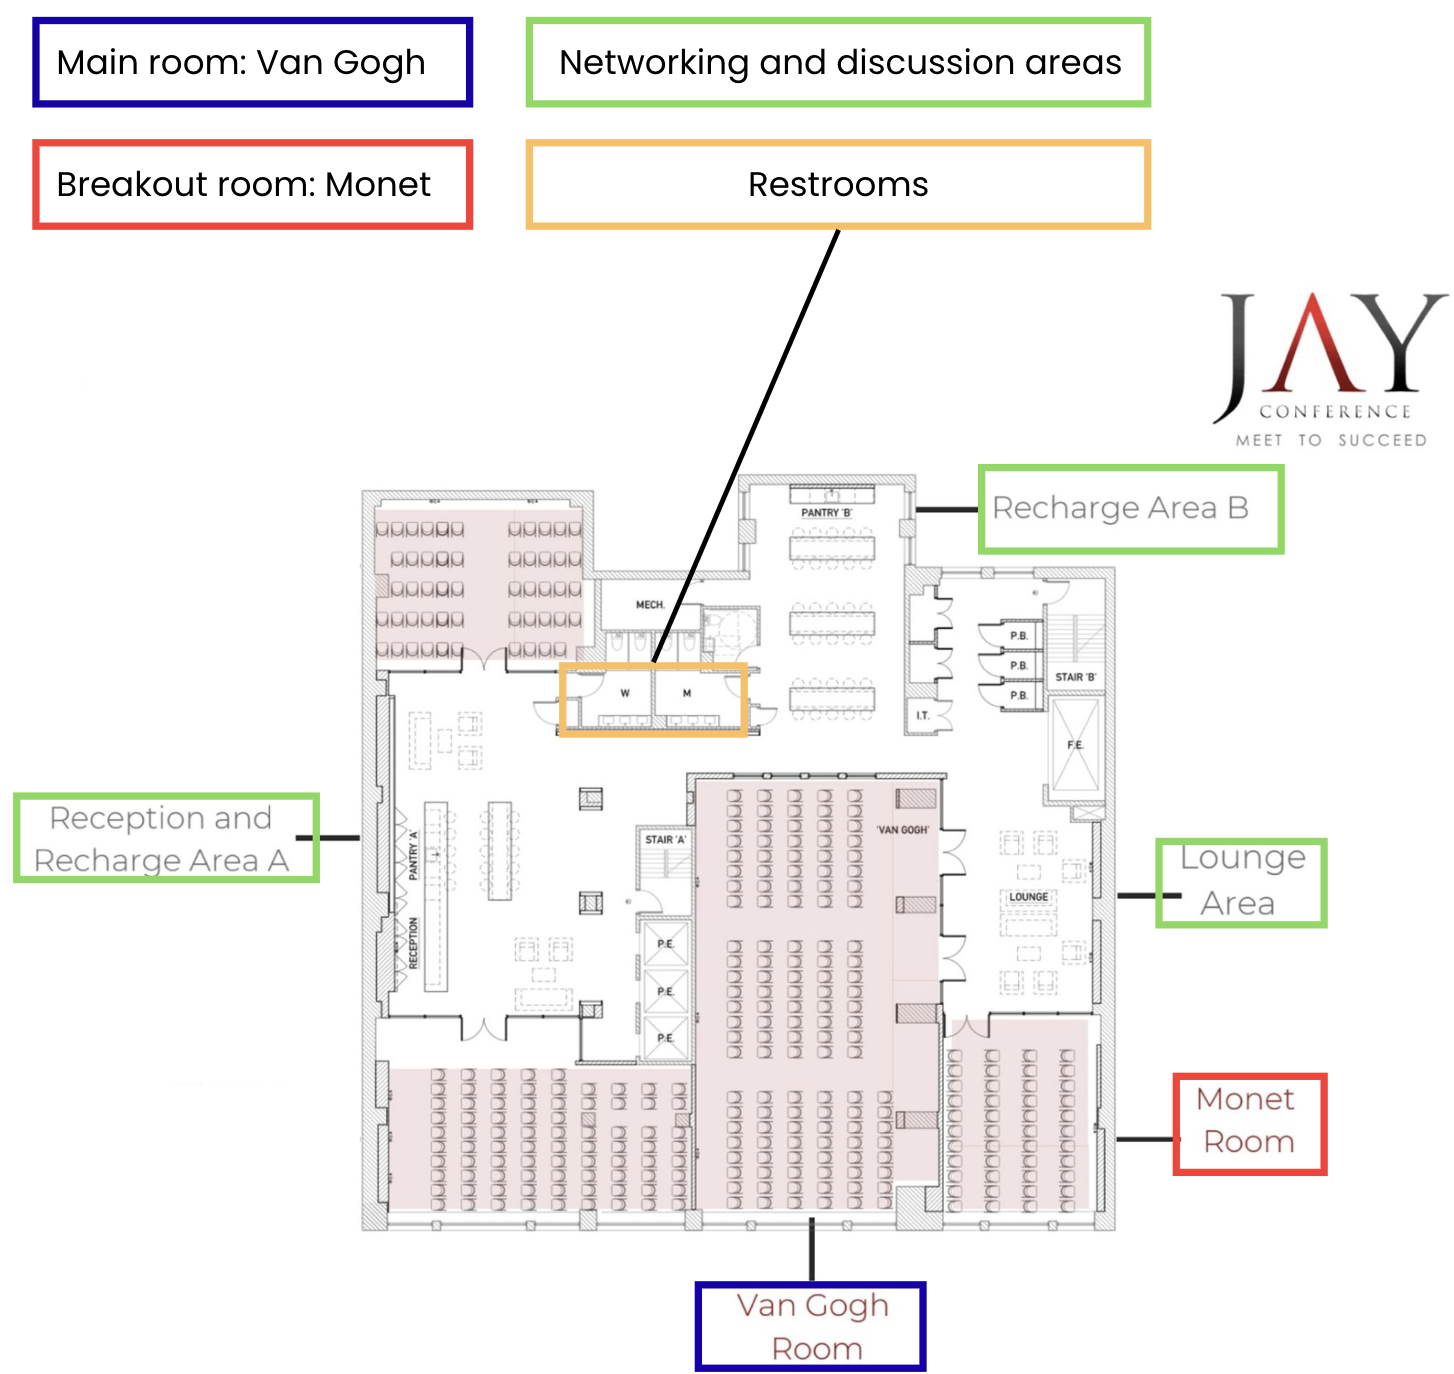 Main room: Van Gogh
Networking and discussion areas
Breakout room: Monet
Restrooms
JAY
CONFERENCE
MEET TO SUCCEED
Recharge Area B
PANTRY 'B'
MECH.
P.B.
P.B.
P.B.
STAIR 'B'
W
M
I.T.
F.E.
Reception and
Recharge Area A
PANTRY 'A'
RECEPTION
STAIR 'A'
'VAN GOGH'
P.E.
P.E.
P.E.
LOUNGE
Lounge
Area
Monet
Room
Van Gogh
Room